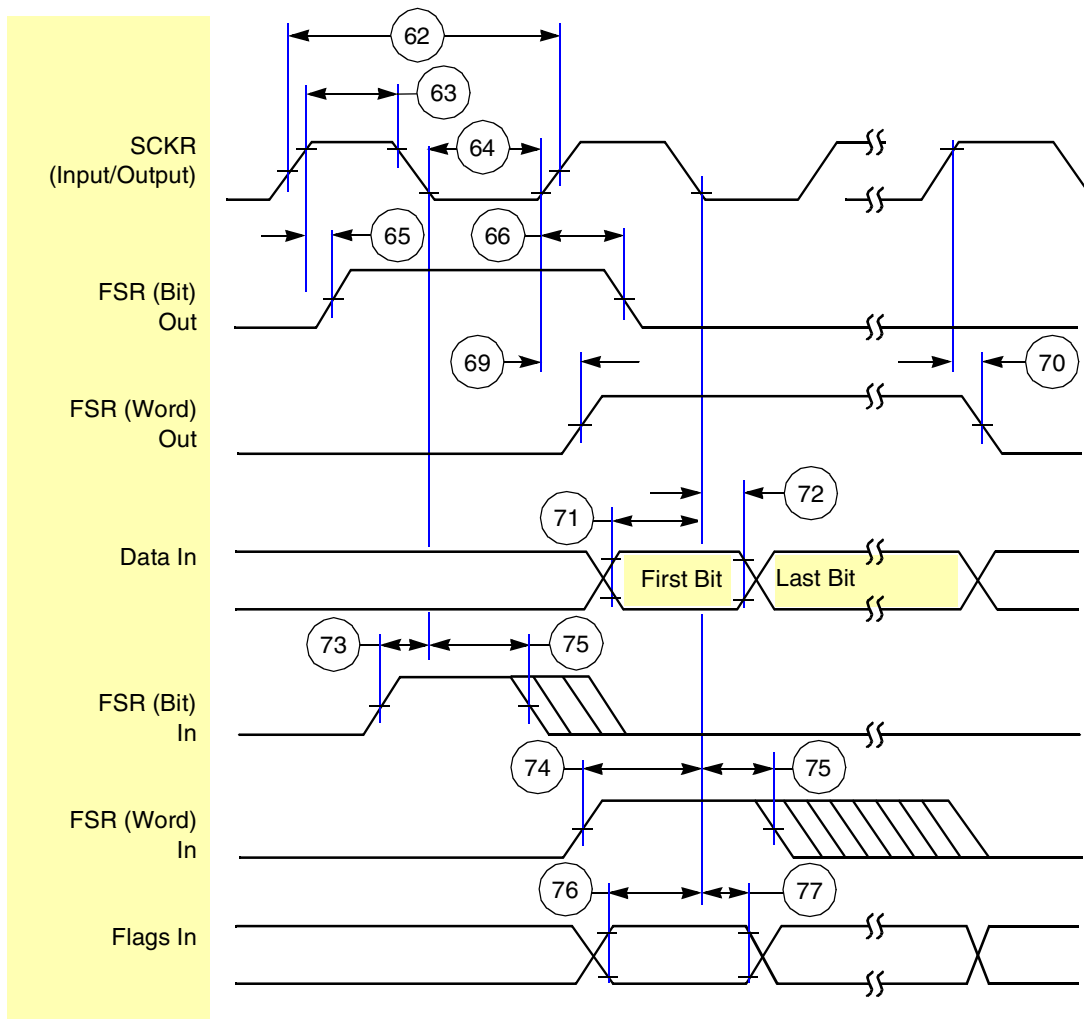 62
63
SCKR
(Input/Output)
64
65
66
FSR (Bit)
Out
69
70
FSR (Word)
Out
72
71
Data In
First Bit
Last Bit
73
75
FSR (Bit)
In
74
75
FSR (Word)
In
76
77
Flags In